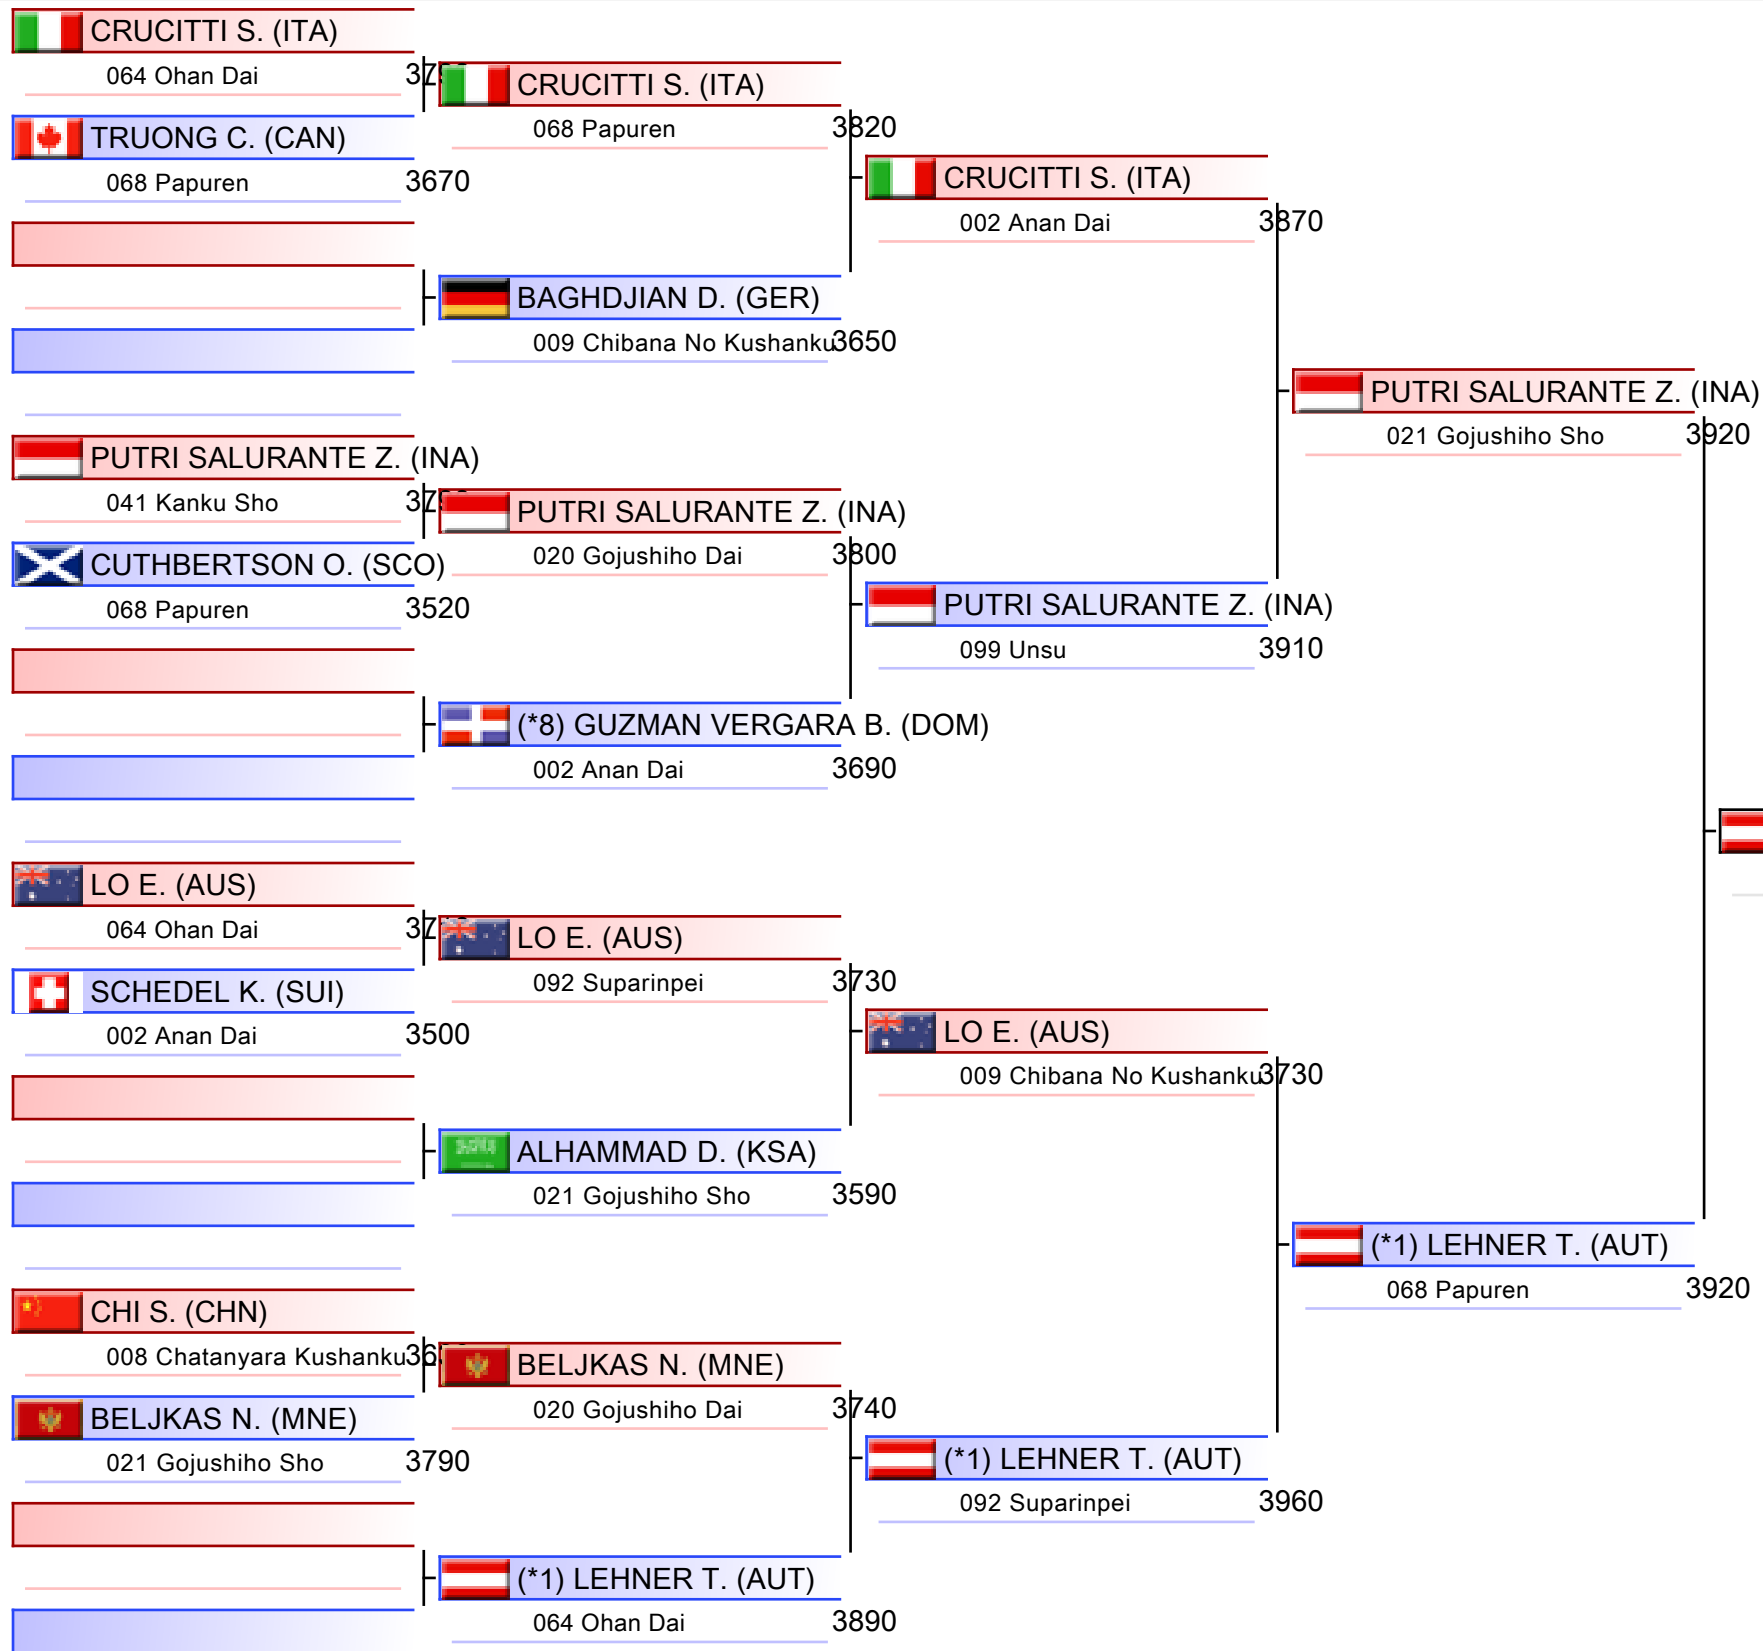 CRUCITTI S. (ITA)
064 Ohan Dai
TRUONG C. (CAN)
068 Papuren 3670
PUTRI SALURANTE Z. (INA)
041 Kanku Sho
CUTHBERTSON O. (SCO)
068 Papuren 3520
LO E. (AUS)
064 Ohan Dai
SCHEDEL K. (SUI)
002 Anan Dai 3500
CHI S. (CHN)
008 Chatanyara Kushanku
BELJKAS N. (MNE)
021 Gojushiho Sho 3790
CRUCITTI S. (ITA)
068 Papuren 3820
BAGHDJIAN D. (GER)
009 Chibana No Kushanku 3650
PUTRI SALURANTE Z. (INA)
020 Gojushiho Dai 3800
(*8) GUZMAN VERGARA B. (DOM)
002 Anan Dai 3690
LO E. (AUS)
092 Suparinpei 3730
ALHAMMAD D. (KSA)
021 Gojushiho Sho 3590
BELJKAS N. (MNE)
020 Gojushiho Dai 3740
(*1) LEHNER T. (AUT)
064 Ohan Dai 3890
CRUCITTI S. (ITA)
002 Anan Dai 3870
PUTRI SALURANTE Z. (INA)
099 Unsu 3910
LO E. (AUS)
009 Chibana No Kushanku 3730
(*1) LEHNER T. (AUT)
092 Suparinpei 3960
PUTRI SALURANTE Z. (INA)
021 Gojushiho Sho 3920
(*1) LEHNER T. (AUT)
068 Papuren 3920